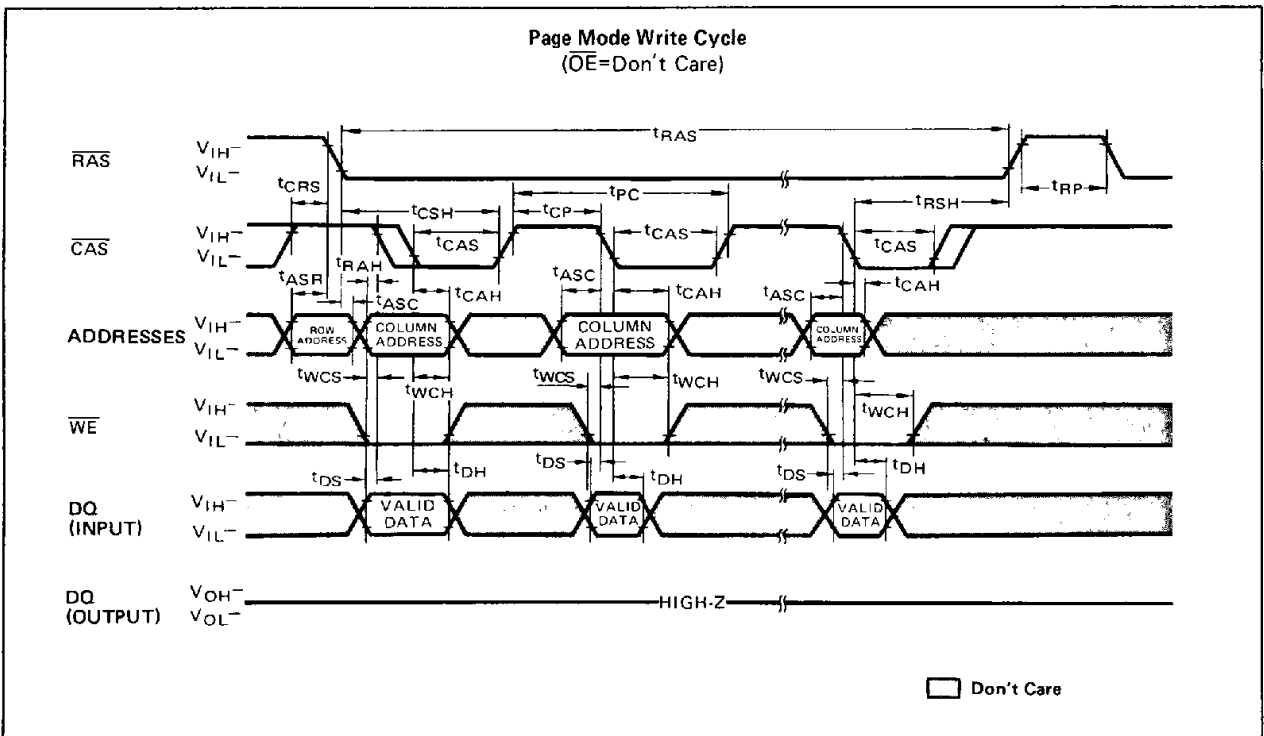 Page Mode Write Cycle
(OE=Don't Care)
RAS
VIH-
VIL-
tRAS
tRP
tCRS
tCSH
tPC
tCP
tRSH
CAS
VIH-
VIL-
tCAS
tCAS
tCAS
tRAH
tASR
tASC
tCAH
tASC
tCAH
tASC
tCAH
ADDRESSES
VIH-
VIL-
ROW ADDRESS
COLUMN ADDRESS
COLUMN ADDRESS
COLUMN ADDRESS
tWCS
tWCH
tWCS
tWCH
tWCS
tWCH
WE
VIH-
VIL-
tDS
tDH
tDS
tDH
tDS
tDH
DQ
(INPUT)
VIH-
VIL-
VALID DATA
VALID DATA
VALID DATA
DQ
(OUTPUT)
VOH-
VOL-
HIGH-Z
Don't Care